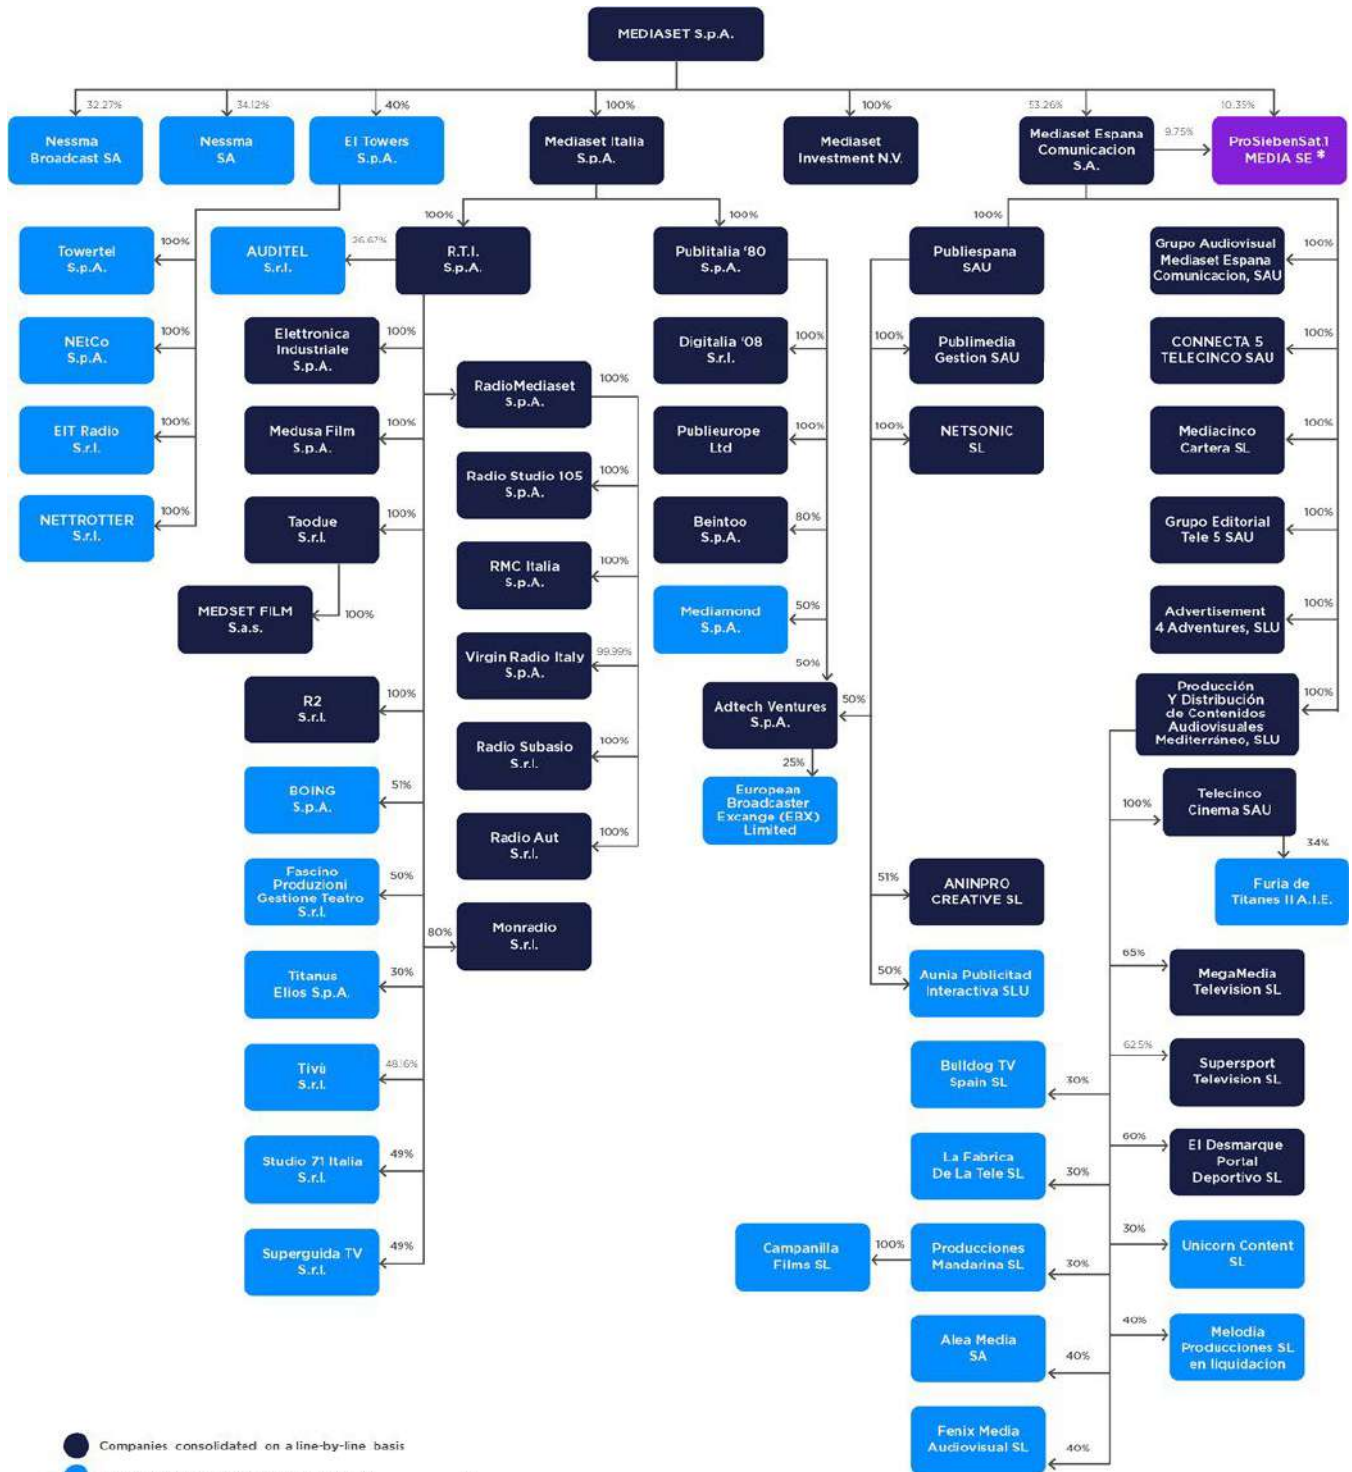 MEDIASET S.p.A.
32.27%
34.12%
40%
100%
100%
53.26%
10.35%
Nessma
Broadcast SA
Nessma
SA
EI Towers
S.p.A.
Mediaset Italia
S.p.A.
Mediaset
Investment N.V.
Mediaset Espana
Comunicacion
S.A.
9.75%
ProSiebenSat.1
MEDIA SE *
100%
100%
100%
Towertel
S.p.A.
100%
AUDITEL
S.r.l.
26.67%
R.T.I.
S.p.A.
Publitalia '80
S.p.A.
Publiespana
SAU
Grupo Audiovisual
Mediaset Espana
Comunicacion, SAU
100%
NEtCo
S.p.A.
100%
Elettronica
Industriale
S.p.A.
100%
RadioMediaset
S.p.A.
100%
Digitalia '08
S.r.l.
100%
100%
Publimedia
Gestion SAU
CONNECTA 5
TELECINCO SAU
100%
EIT Radio
S.r.l.
100%
Medusa Film
S.p.A.
100%
Radio Studio 105
S.p.A.
100%
Publieurope
Ltd
100%
100%
NETSONIC
SL
Mediacinco
Cartera SL
100%
NETTROTTER
S.r.l.
100%
Taodue
S.r.l.
100%
RMC Italia
S.p.A.
100%
Beintoo
S.p.A.
80%
Grupo Editorial
Tele 5 SAU
100%
MEDSET FILM
S.a.s.
100%
Virgin Radio Italy
S.p.A.
99.99%
Mediamond
S.p.A.
50%
Advertisement
4 Adventures, SLU
100%
R2
S.r.l.
100%
Radio Subasio
S.r.l.
100%
50%
Adtech Ventures
S.p.A.
50%
Producción
Y Distribución
de Contenidos
Audiovisuales
Mediterráneo, SLU
100%
BOING
S.p.A.
51%
Radio Aut
S.r.l.
100%
25%
European
Broadcaster
Excange (EBX)
Limited
100%
Telecinco
Cinema SAU
34%
Fascino
Produzioni
Gestione Teatro
S.r.l.
50%
80%
Monradio
S.r.l.
51%
ANINPRO
CREATIVE SL
Furia de
Titanes II A.I.E.
Titanus
Elios S.p.A.
30%
50%
Aunia Publicitad
Interactiva SLU
65%
MegaMedia
Television SL
Tivù
S.r.l.
48.16%
Bulldog TV
Spain SL
30%
62.5%
Supersport
Television SL
Studio 71 Italia
S.r.l.
49%
La Fabrica
De La Tele SL
30%
60%
El Desmarque
Portal
Deportivo SL
Superguida TV
S.r.l.
49%
Campanilla
Films SL
100%
Producciones
Mandarina SL
30%
30%
Unicorn Content
SL
Alea Media
SA
40%
40%
Melodia
Producciones SL
en liquidacion
Fenix Media
Audiovisual SL
40%
Companies consolidated on a line-by-line basis